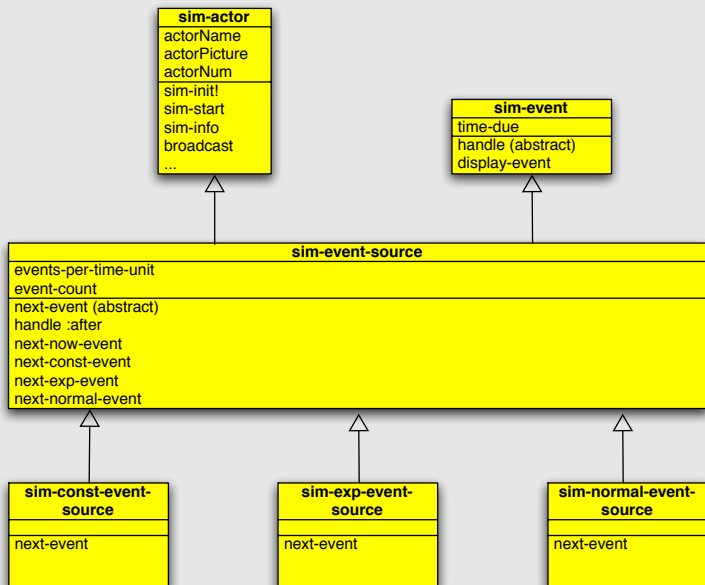 sim-actor
actorName
actorPicture
actorNum
sim-init!
sim-start
sim-info
broadcast
...
sim-event
time-due
handle (abstract)
display-event
sim-event-source
events-per-time-unit
event-count
next-event (abstract)
handle :after
next-now-event
next-const-event
next-exp-event
next-normal-event
sim-const-event-
source
next-event
sim-exp-event-
source
next-event
sim-normal-event-
source
next-event